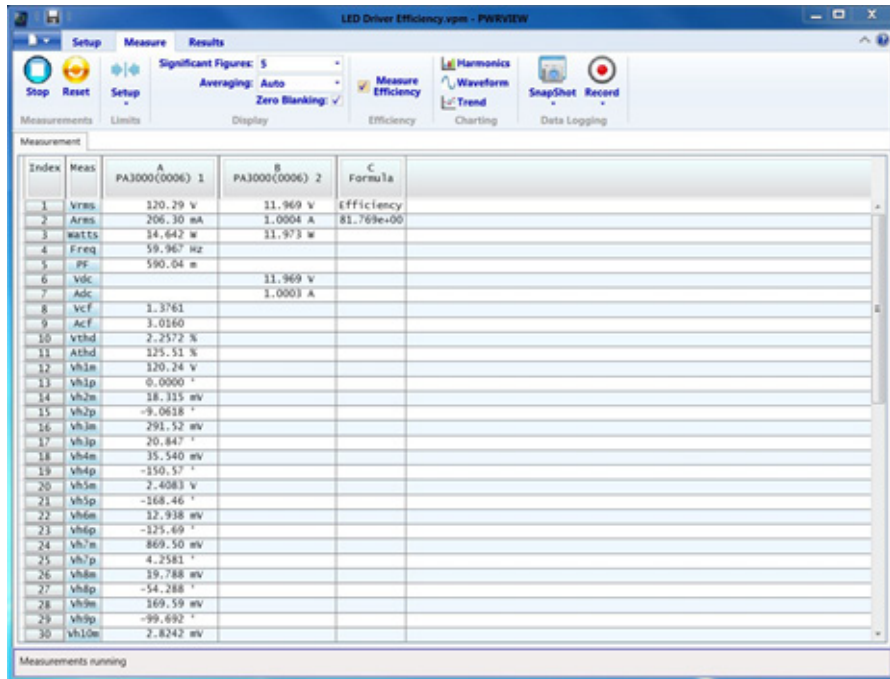 LED Driver Efficiency.vpm - PWRVIEW
Setup Measure Results
Significant Figures: 5
Averaging: Auto
Zero Blanking:
Stop Reset Setup
Measure Efficiency
Harmonics
Waveform
Trend
SnapShot Record
Measurements Limits Display Efficiency Charting Data Logging
Measurement
Index Meas A B C
PA3000(0006) 1 PA3000(0006) 2 Formula
1 Vrms 120.29 V 11.969 V Efficiency
2 Arms 206.30 mA 1.0004 A 81.769e+00
3 Watts 14.642 W 11.973 W
4 Freq 59.967 Hz
5 PF 590.04 m
6 Vdc 11.969 V
7 Adc 1.0003 A
8 Vcf 1.3761
9 Acf 3.0160
10 Vthd 2.2572 %
11 Athd 125.51 %
12 Vh1m 120.24 V
13 Vh1p 0.0000 °
14 Vh2m 18.315 mV
15 Vh2p -9.0618 °
16 Vh3m 291.52 mV
17 Vh3p 20.847 °
18 Vh4m 35.540 mV
19 Vh4p -150.57 °
20 Vh5m 2.4083 V
21 Vh5p -168.46 °
22 Vh6m 12.938 mV
23 Vh6p -125.69 °
24 Vh7m 869.50 mV
25 Vh7p 4.2581 °
26 Vh8m 19.788 mV
27 Vh8p -54.288 °
28 Vh9m 169.59 mV
29 Vh9p -99.692 °
30 Vh10m 2.8242 mV
Measurements running